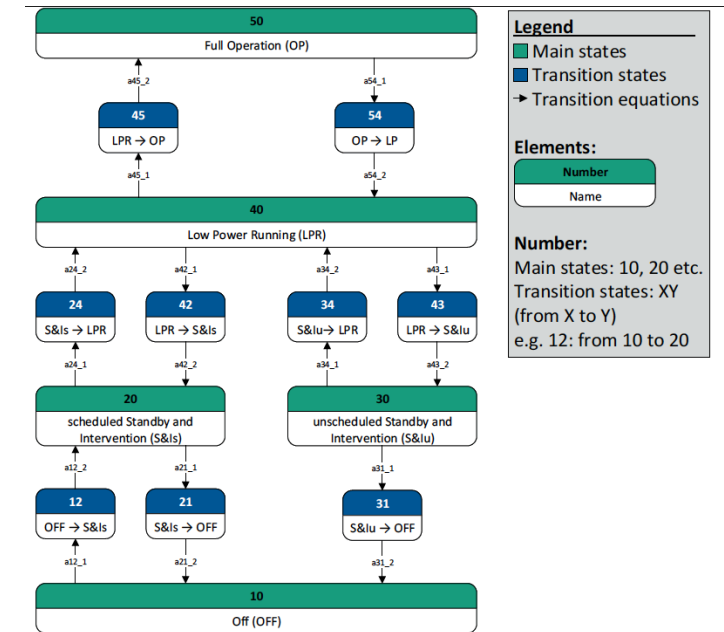 50
Full Operation (OP)
a45_2
a54_1
45
LPR → OP
54
OP → LP
a45_1
a54_2
40
Low Power Running (LPR)
a24_2
a42_1
a34_2
a43_1
24
S&Is → LPR
42
LPR → S&Is
34
S&Iu→ LPR
43
LPR → S&Iu
a24_1
a42_2
a34_1
a43_2
20
scheduled Standby and
Intervention (S&Is)
30
unscheduled Standby and
Intervention (S&Iu)
a12_2
a21_1
a31_1
12
OFF → S&Is
21
S&Is → OFF
31
S&Iu → OFF
a12_1
a21_2
a31_2
10
Off (OFF)
Legend
Main states
Transition states
Transition equations
Elements:
Number
Name
Number:
Main states: 10, 20 etc.
Transition states: XY
(from X to Y)
e.g. 12: from 10 to 20